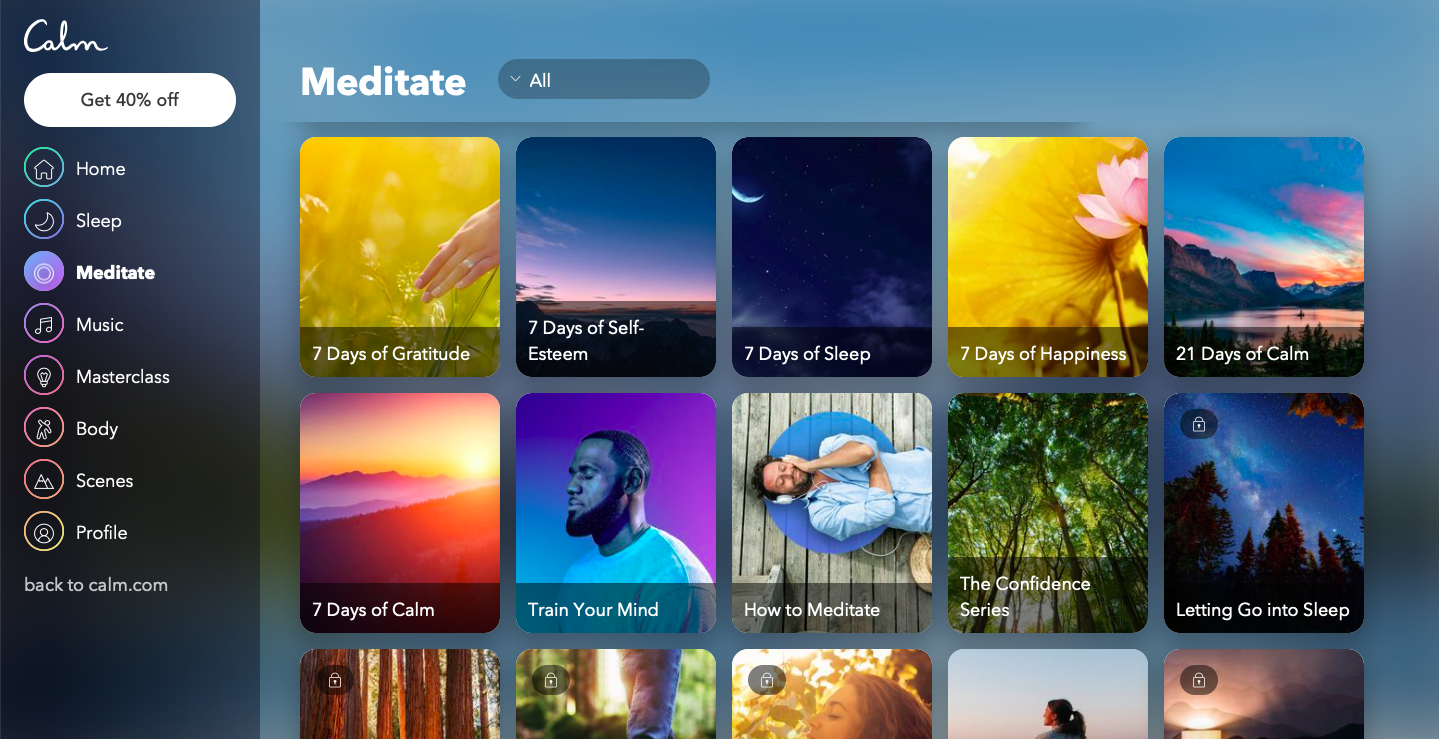 Calm
Get 40% off
Home
Sleep
Meditate
Music
Masterclass
Body
Scenes
Profile
back to calm.com
Meditate
All
7 Days of Gratitude
7 Days of Self-
Esteem
7 Days of Sleep
7 Days of Happiness
21 Days of Calm
7 Days of Calm
Train Your Mind
How to Meditate
The Confidence
Series
Letting Go into Sleep